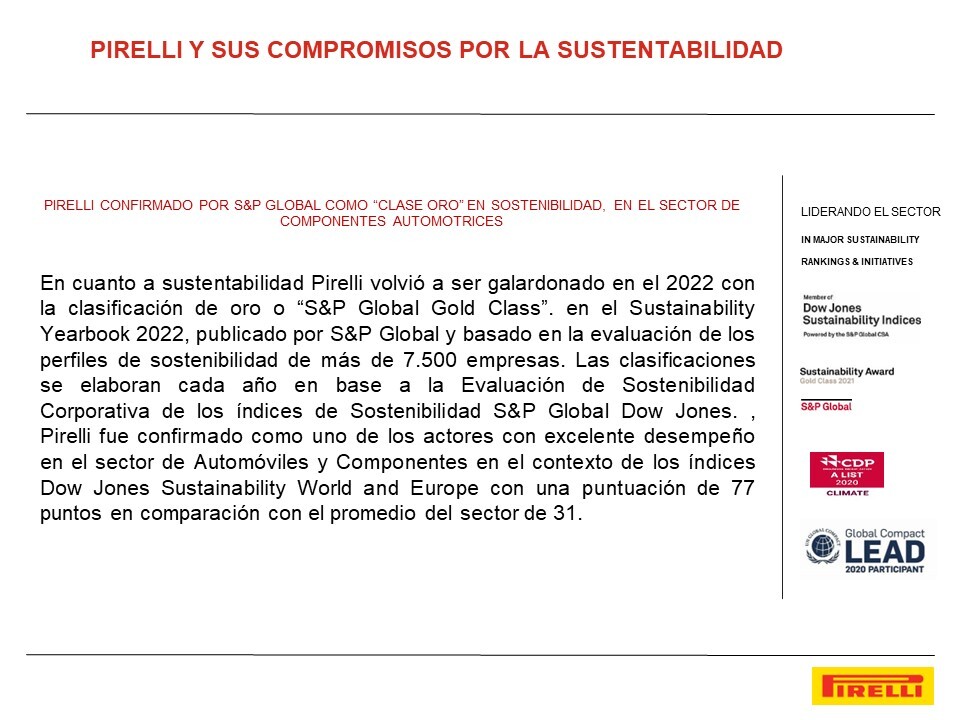 PIRELLI Y SUS COMPROMISOS POR LA SUSTENTABILIDAD
PIRELLI CONFIRMADO POR S&P GLOBAL COMO “CLASE ORO” EN SOSTENIBILIDAD, EN EL SECTOR DE
COMPONENTES AUTOMOTRICES
En cuanto a sustentabilidad Pirelli volvió a ser galardonado en el 2022 con
la clasificación de oro o “S&P Global Gold Class”. en el Sustainability
Yearbook 2022, publicado por S&P Global y basado en la evaluación de los
perfiles de sostenibilidad de más de 7.500 empresas. Las clasificaciones
se elaboran cada año en base a la Evaluación de Sostenibilidad
Corporativa de los índices de Sostenibilidad S&P Global Dow Jones. ,
Pirelli fue confirmado como uno de los actores con excelente desempeño
en el sector de Automóviles y Componentes en el contexto de los índices
Dow Jones Sustainability World and Europe con una puntuación de 77
puntos en comparación con el promedio del sector de 31.
LIDERANDO EL SECTOR
IN MAJOR SUSTAINABILITY
RANKINGS & INITIATIVES
Member of
Dow Jones
Sustainability Indices
Powered by the S&P Global CSA
Sustainability Award
Gold Class 2021
S&P Global
CDP
A LIST
2020
CLIMATE
Global Compact
LEAD
2020 PARTICIPANT
PIRELLI